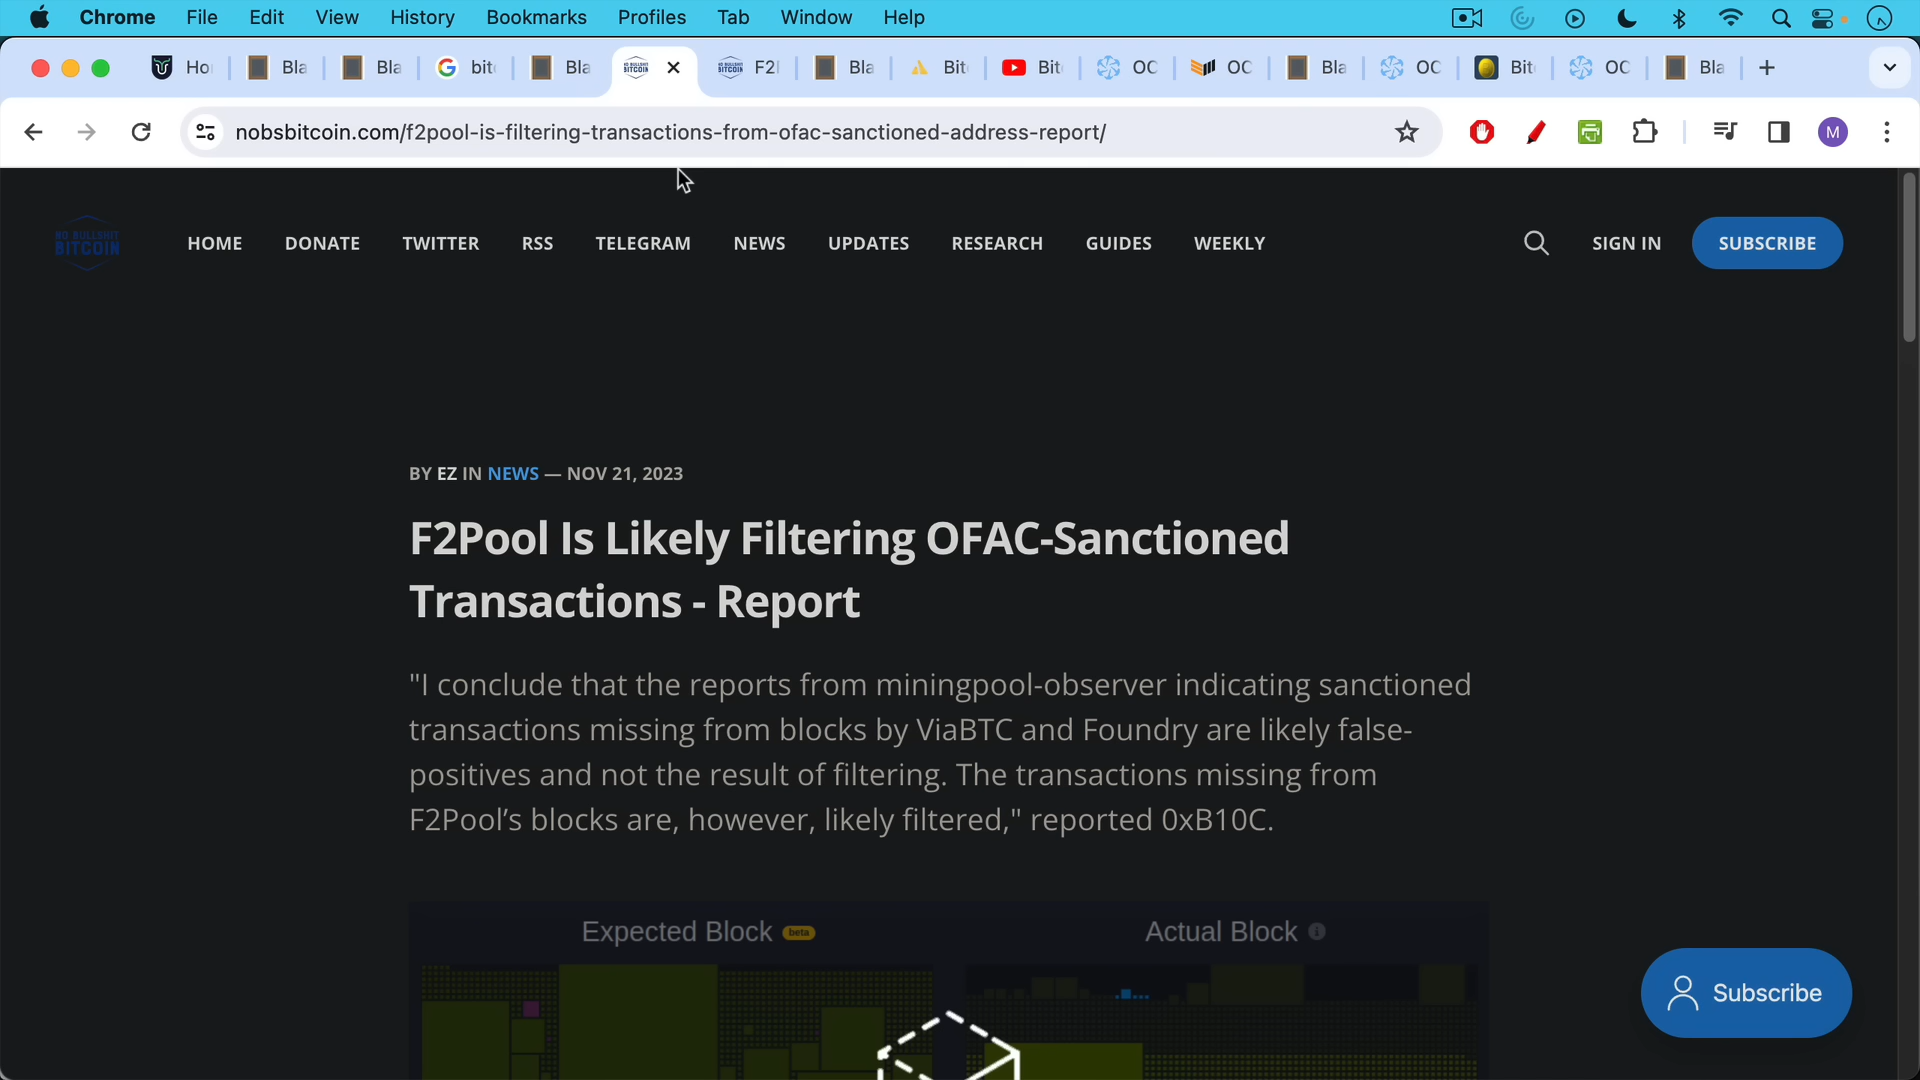 Chrome File Edit View History Bookmarks Profiles Tab Window Help
Ho Bla Bla bit Bla F2 Bla Bit Bit OC OC Bla OC Bit OC Bla
nobsbitcoin.com/f2pool-is-filtering-transactions-from-ofac-sanctioned-address-report/
M
NO BULLSHIT
BITCOIN
HOME DONATE TWITTER RSS TELEGRAM NEWS UPDATES RESEARCH GUIDES WEEKLY SIGN IN SUBSCRIBE
BY EZ IN NEWS — NOV 21, 2023
F2Pool Is Likely Filtering OFAC-Sanctioned
Transactions - Report
"I conclude that the reports from miningpool-observer indicating sanctioned
transactions missing from blocks by ViaBTC and Foundry are likely false-
positives and not the result of filtering. The transactions missing from
F2Pool’s blocks are, however, likely filtered," reported 0xB10C.
Expected Block beta Actual Block
Subscribe